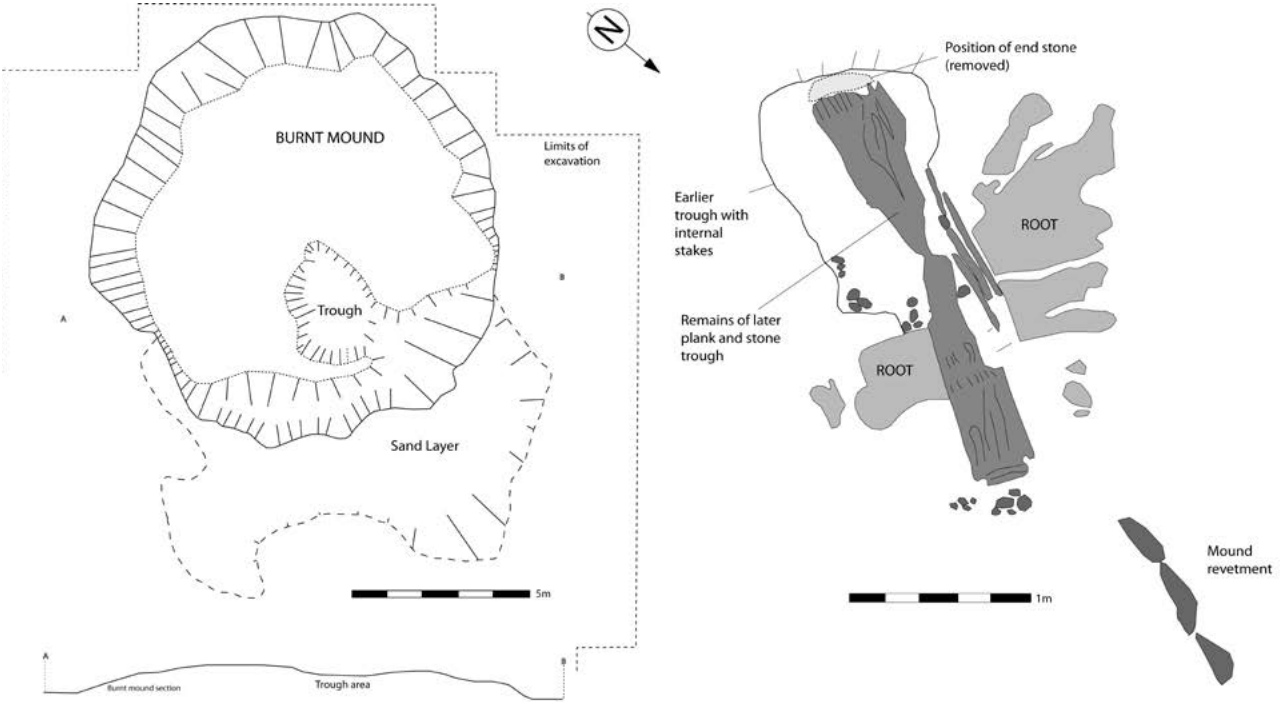 N
BURNT MOUND
Limits of
excavation
Trough
A
B
Sand Layer
5m
A
B
Burnt mound section
Trough area
Position of end stone
(removed)
Earlier
trough with
internal
stakes
ROOT
Remains of later
plank and stone
trough
ROOT
Mound
revetment
1m